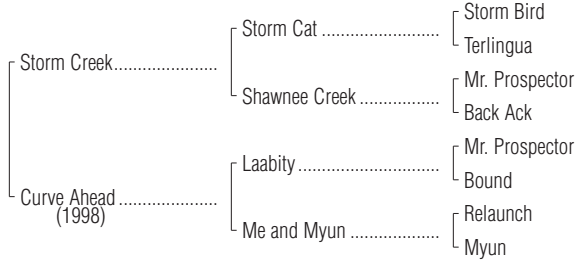 Storm Bird
Storm Cat ......................
Terlingua
Storm Creek....................
Mr. Prospector
Shawnee Creek ...............
Back Ack
Mr. Prospector
Laabity...........................
Bound
Curve Ahead ...................
(1998)
Relaunch
Me and Myun .................
Myun